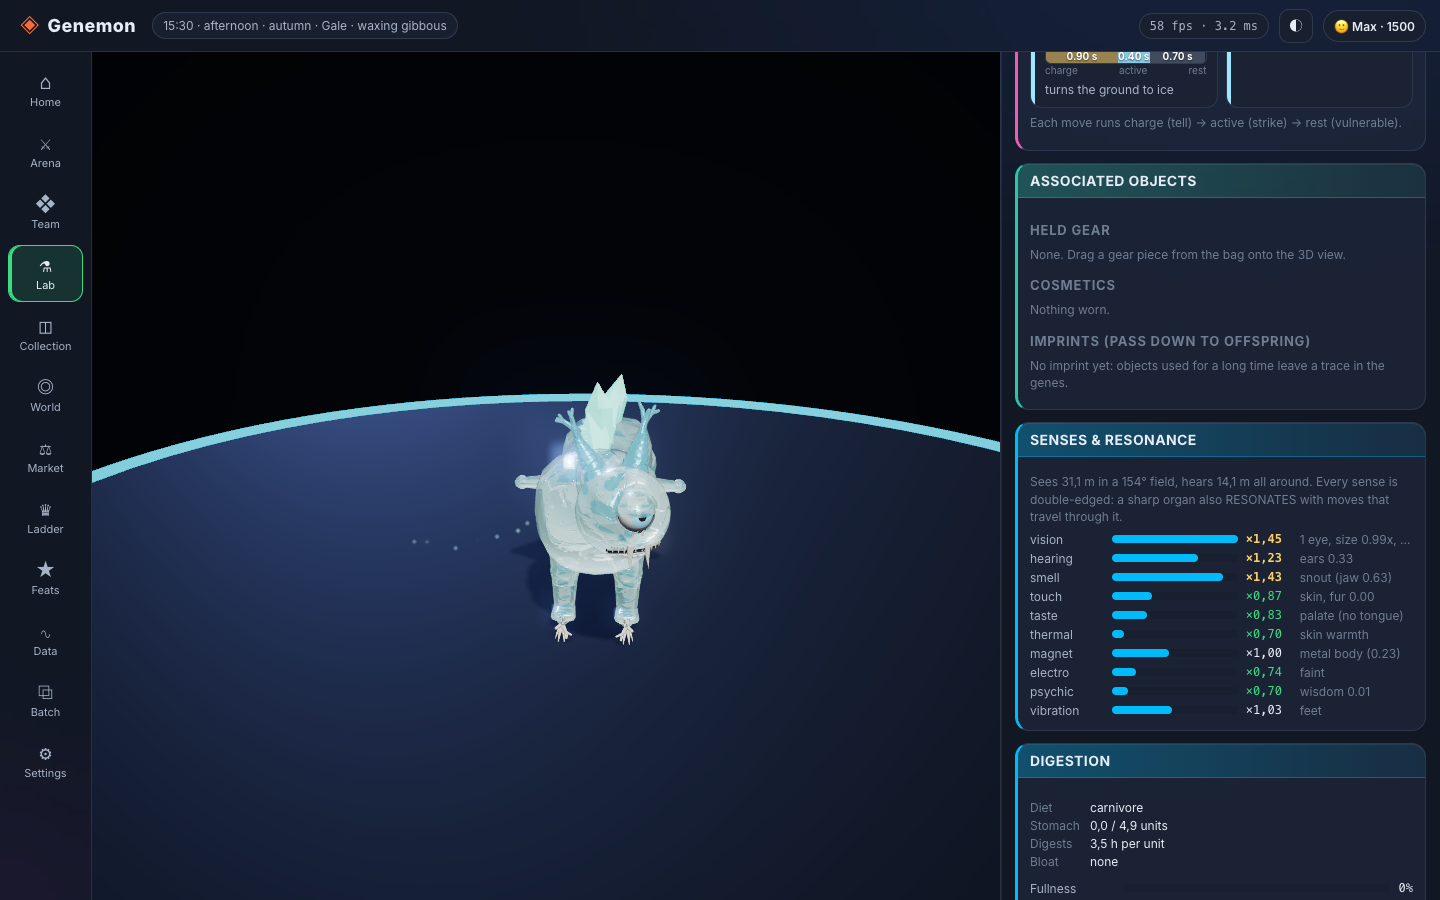 Genemon
15:30 · afternoon · autumn · Gale · waxing gibbous
58 fps · 3.2 ms
Max · 1500
Home
Arena
Team
Lab
Collection
World
Market
Ladder
Feats
Data
Batch
Settings
0.90 s 0.40 s 0.70 s
charge active rest
turns the ground to ice
Each move runs charge (tell) → active (strike) → rest (vulnerable).
ASSOCIATED OBJECTS
HELD GEAR
None. Drag a gear piece from the bag onto the 3D view.
COSMETICS
Nothing worn.
IMPRINTS (PASS DOWN TO OFFSPRING)
No imprint yet: objects used for a long time leave a trace in the
genes.
SENSES & RESONANCE
Sees 31,1 m in a 154° field, hears 14,1 m all around. Every sense is
double-edged: a sharp organ also RESONATES with moves that
travel through it.
vision ×1,45 1 eye, size 0.99x, ...
hearing ×1,23 ears 0.33
smell ×1,43 snout (jaw 0.63)
touch ×0,87 skin, fur 0.00
taste ×0,83 palate (no tongue)
thermal ×0,70 skin warmth
magnet ×1,00 metal body (0.23)
electro ×0,74 faint
psychic ×0,70 wisdom 0.01
vibration ×1,03 feet
DIGESTION
Diet carnivore
Stomach 0,0 / 4,9 units
Digests 3,5 h per unit
Bloat none
Fullness 0%